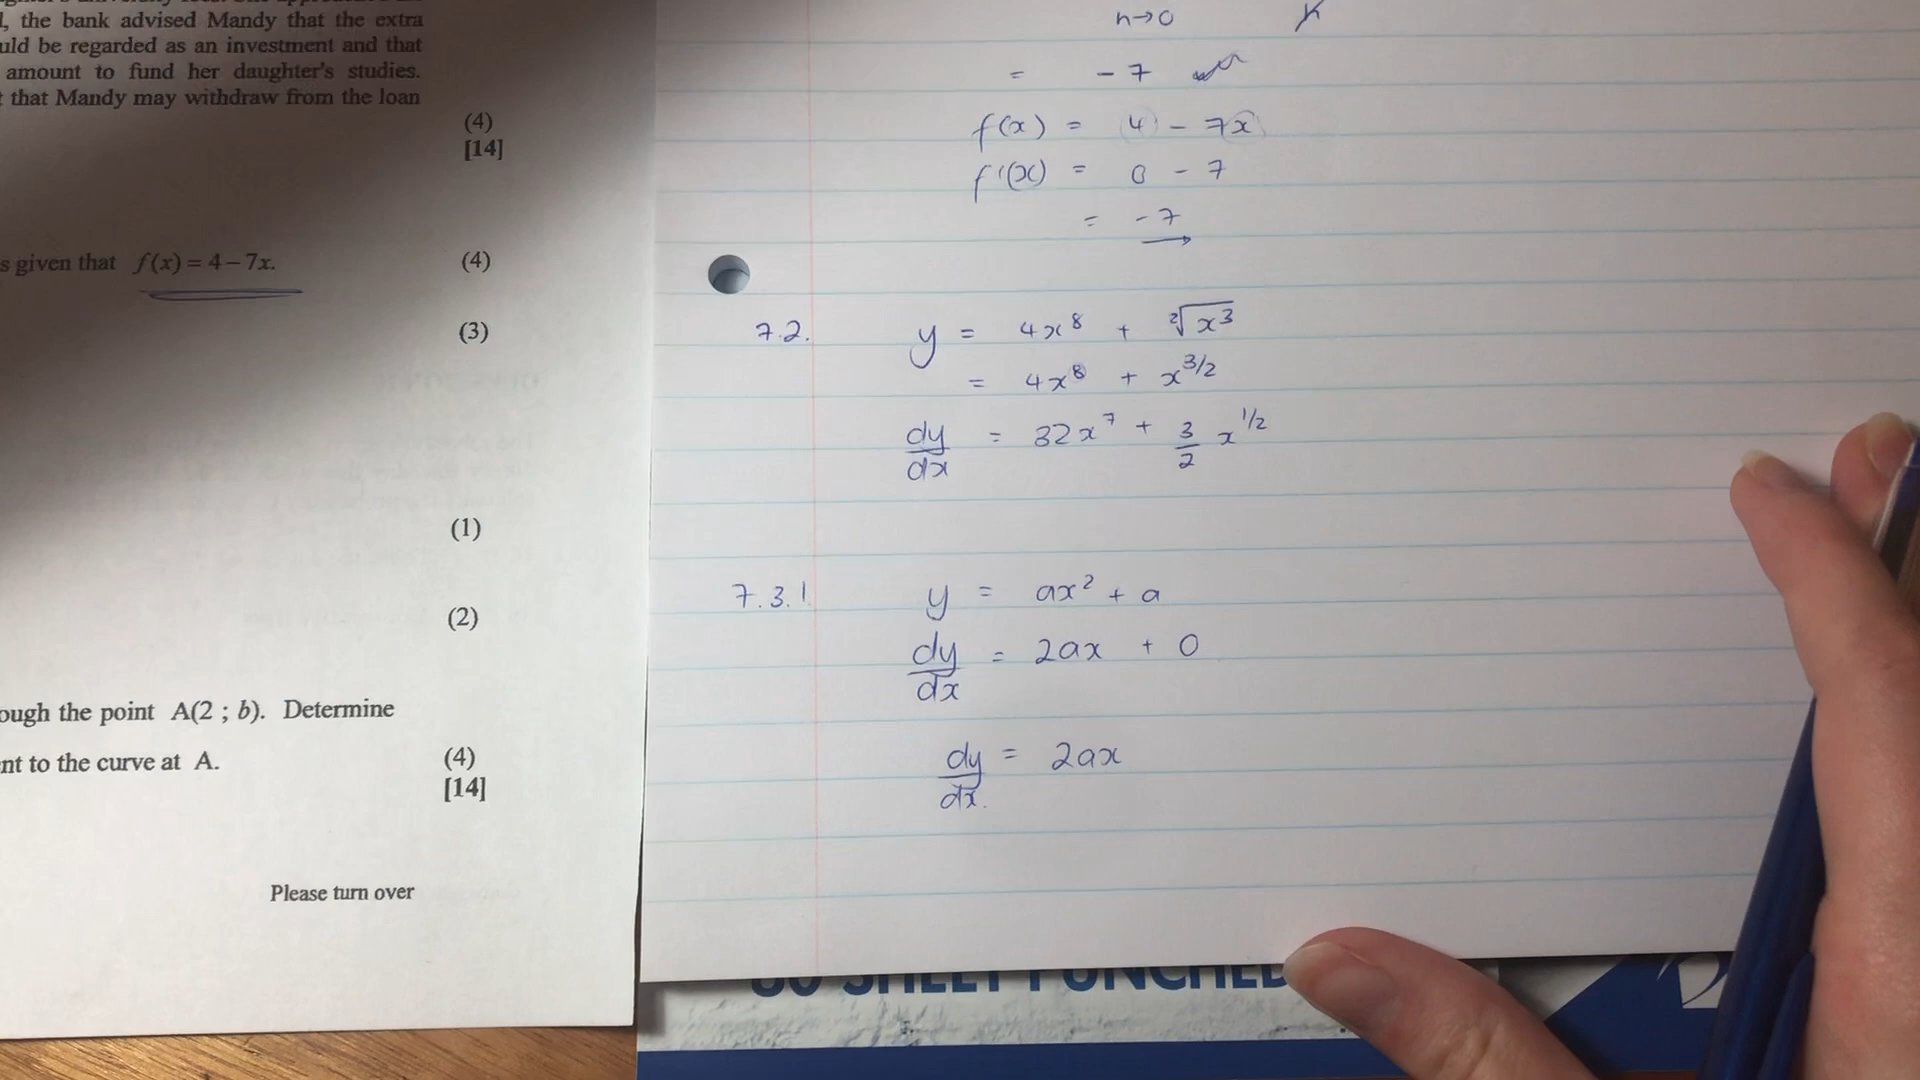 , the bank advised Mandy that the extra
uld be regarded as an investment and that
amount to fund her daughter's studies.
t that Mandy may withdraw from the loan
(4)
[14]
s given that f(x) = 4 – 7x. (4)
(3)
(1)
(2)
ough the point A(2 ; b). Determine
nt to the curve at A. (4)
[14]
Please turn over
h→0 h
= - 7
f(x) = 4 - 7x
f'(x) = 0 - 7
= -7
7.2. y = 4x⁸ + ²√x³
= 4x⁸ + x^3/2
dy/dx = 32x⁷ + 3/2 x^1/2
7.3.1 y = ax² + a
dy/dx = 2ax + 0
dy/dx = 2ax
80 SHEET PUNCHED